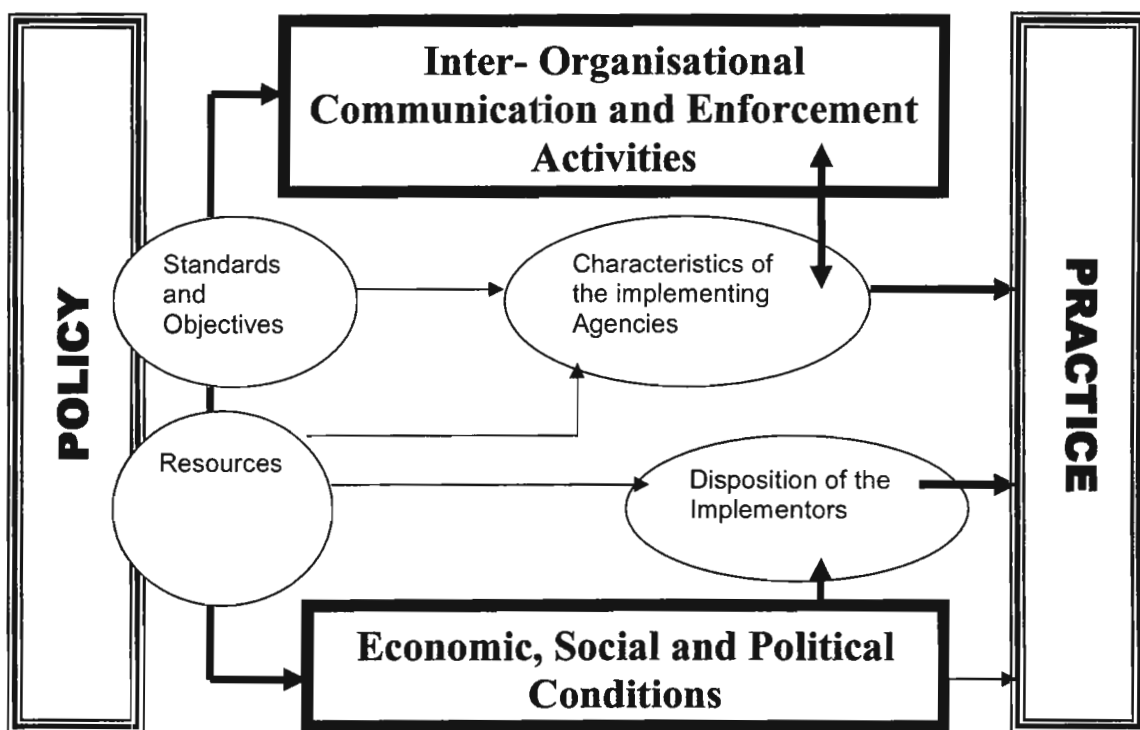 POLICY
Inter- Organisational
Communication and Enforcement
Activities
Standards
and
Objectives
Characteristics of
the implementing
Agencies
Resources
Disposition of the
Implementors
Economic, Social and Political
Conditions
PRACTICE